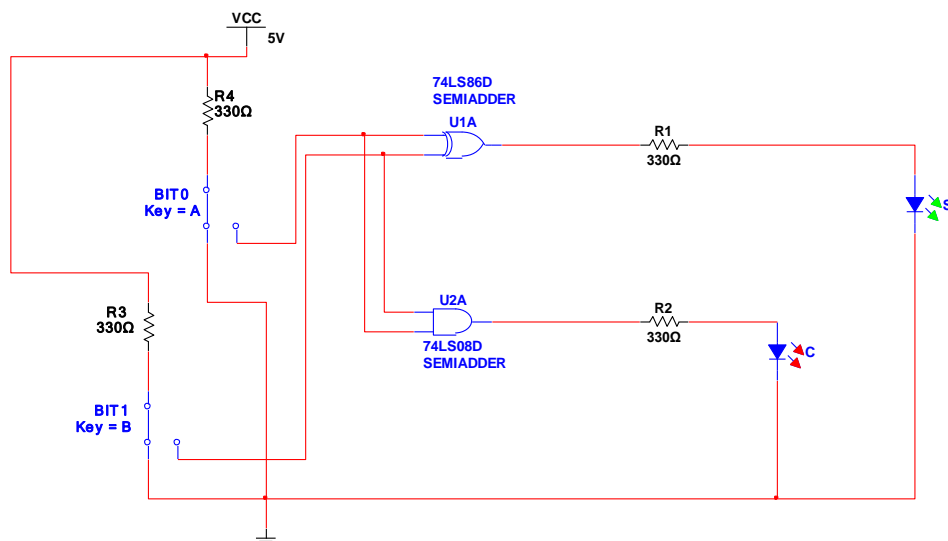 VCC
5V
R4
330Ω
74LS86D
SEMIADDER
U1A
R1
330Ω
BIT0
Key = A
S
R3
330Ω
U2A
74LS08D
SEMIADDER
R2
330Ω
C
BIT1
Key = B